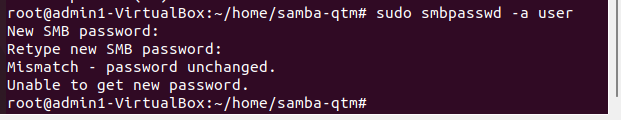 root@admin1-VirtualBox:~/home/samba-qtm# sudo smbpasswd -a user
New SMB password:
Retype new SMB password:
Mismatch - password unchanged.
Unable to get new password.
root@admin1-VirtualBox:~/home/samba-qtm#